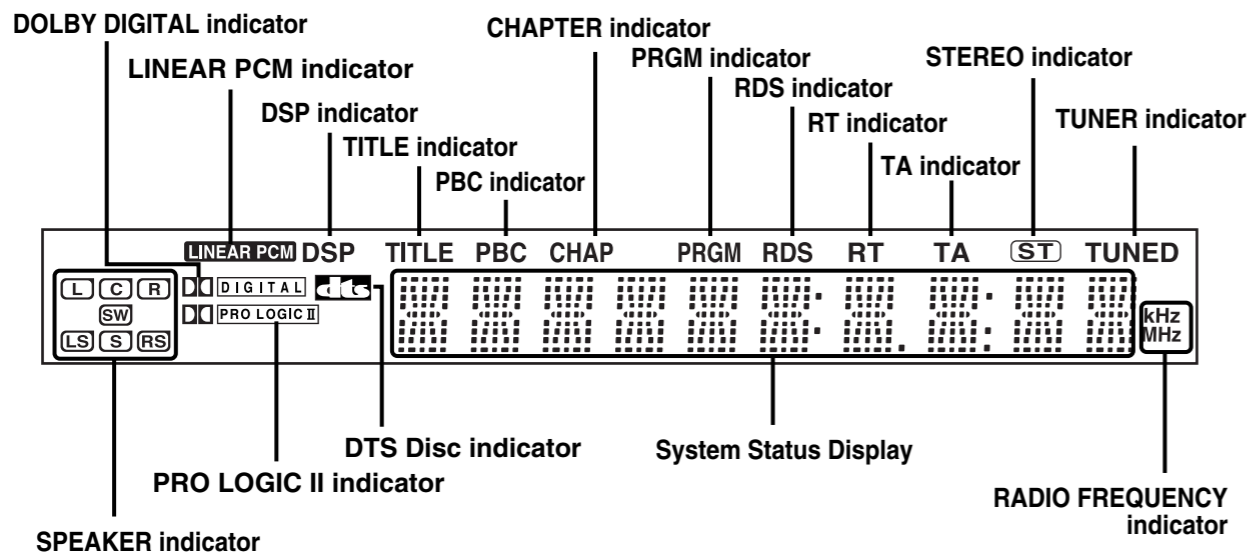 DOLBY DIGITAL indicator
CHAPTER indicator
LINEAR PCM indicator
PRGM indicator
STEREO indicator
RDS indicator
DSP indicator
RT indicator
TUNER indicator
TITLE indicator
TA indicator
PBC indicator
LINEAR PCM DSP TITLE PBC CHAP PRGM RDS RT TA ST TUNED
L C R
DIGITAL dts
SW
PRO LOGIC II
LS S RS
kHz
MHz
DTS Disc indicator
System Status Display
PRO LOGIC II indicator
RADIO FREQUENCY
indicator
SPEAKER indicator